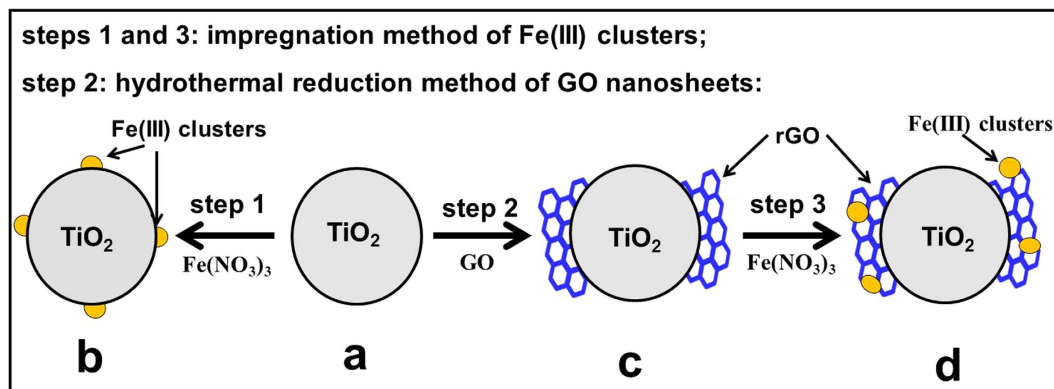 steps 1 and 3: impregnation method of Fe(III) clusters;
step 2: hydrothermal reduction method of GO nanosheets:
Fe(III) clusters
rGO
Fe(III) clusters
TiO₂
step 1
Fe(NO₃)₃
TiO₂
step 2
GO
TiO₂
step 3
Fe(NO₃)₃
TiO₂
b
a
c
d